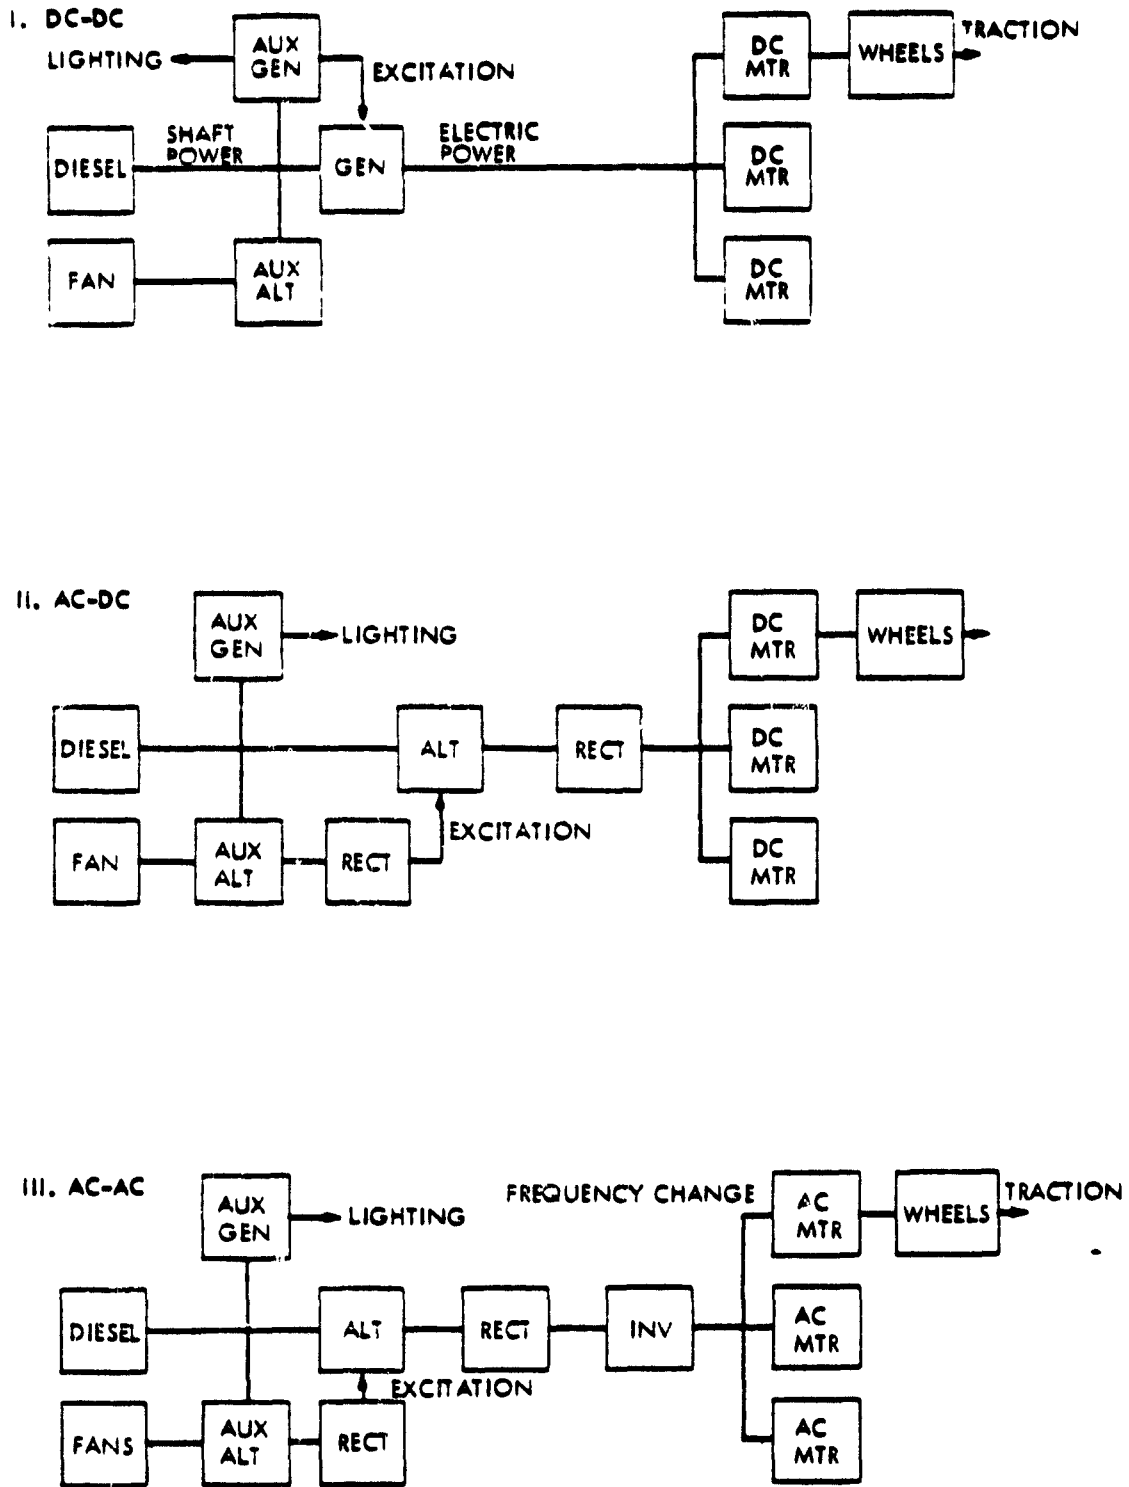 I. DC-DC
LIGHTING
AUX
GEN
EXCITATION
DC
MTR
WHEELS
TRACTION
DIESEL
SHAFT
POWER
GEN
ELECTRIC
POWER
DC
MTR
FAN
AUX
ALT
DC
MTR
II. AC-DC
AUX
GEN
LIGHTING
DC
MTR
WHEELS
DIESEL
ALT
RECT
DC
MTR
EXCITATION
FAN
AUX
ALT
RECT
DC
MTR
III. AC-AC
AUX
GEN
LIGHTING
FREQUENCY CHANGE
AC
MTR
WHEELS
TRACTION
DIESEL
ALT
RECT
INV
AC
MTR
EXCITATION
FANS
AUX
ALT
RECT
AC
MTR